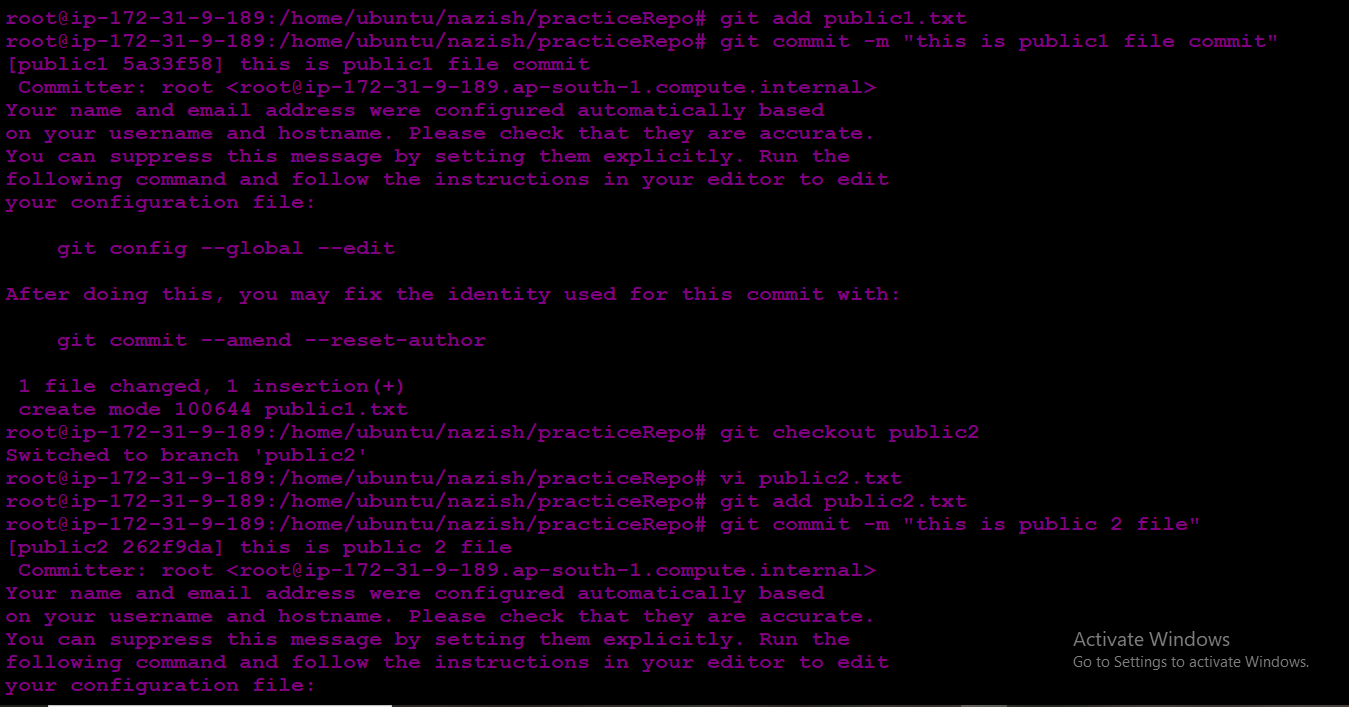 root@ip-172-31-9-189:/home/ubuntu/nazish/practiceRepo# git add public1.txt
root@ip-172-31-9-189:/home/ubuntu/nazish/practiceRepo# git commit -m "this is public1 file commit"
[public1 5a33f58] this is public1 file commit
 Committer: root <root@ip-172-31-9-189.ap-south-1.compute.internal>
Your name and email address were configured automatically based
on your username and hostname. Please check that they are accurate.
You can suppress this message by setting them explicitly. Run the
following command and follow the instructions in your editor to edit
your configuration file:

    git config --global --edit

After doing this, you may fix the identity used for this commit with:

    git commit --amend --reset-author

 1 file changed, 1 insertion(+)
 create mode 100644 public1.txt
root@ip-172-31-9-189:/home/ubuntu/nazish/practiceRepo# git checkout public2
Switched to branch 'public2'
root@ip-172-31-9-189:/home/ubuntu/nazish/practiceRepo# vi public2.txt
root@ip-172-31-9-189:/home/ubuntu/nazish/practiceRepo# git add public2.txt
root@ip-172-31-9-189:/home/ubuntu/nazish/practiceRepo# git commit -m "this is public 2 file"
[public2 262f9da] this is public 2 file
 Committer: root <root@ip-172-31-9-189.ap-south-1.compute.internal>
Your name and email address were configured automatically based
on your username and hostname. Please check that they are accurate.
You can suppress this message by setting them explicitly. Run the
following command and follow the instructions in your editor to edit
your configuration file:
Activate Windows
Go to Settings to activate Windows.